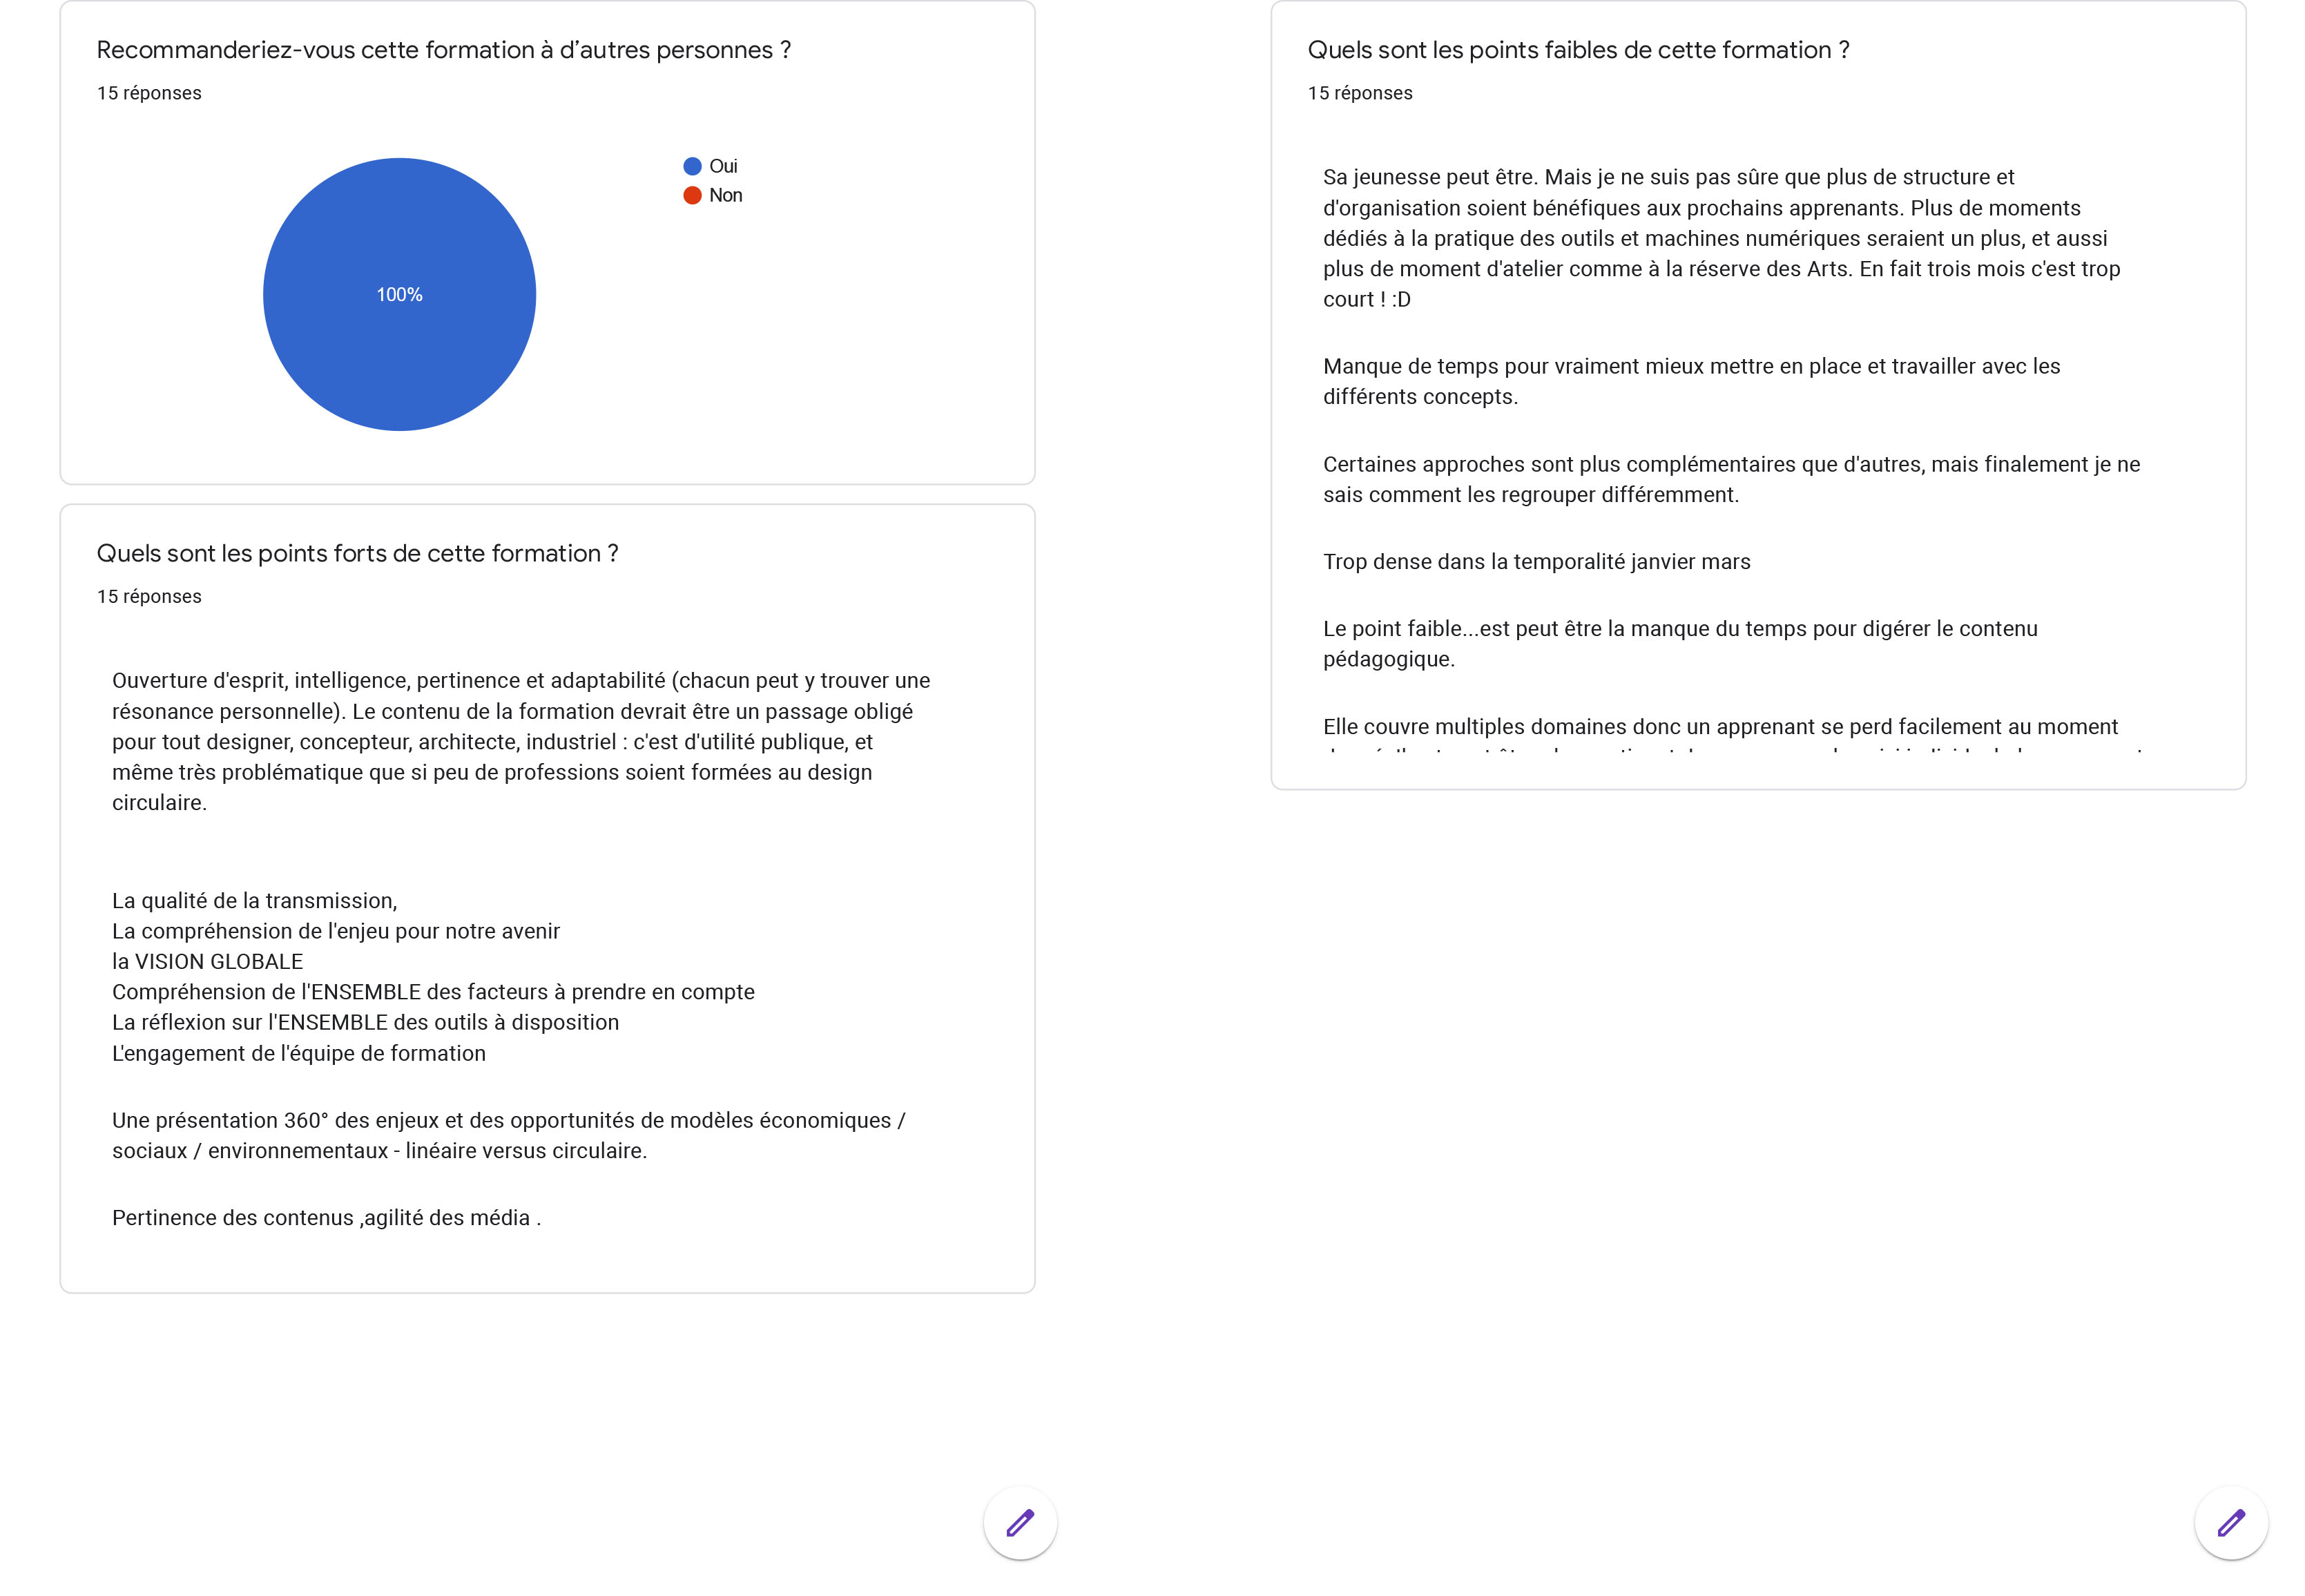 Recommanderiez-vous cette formation à d’autres personnes ?
15 réponses
Oui
Non
100%
Quels sont les points forts de cette formation ?
15 réponses
Ouverture d'esprit, intelligence, pertinence et adaptabilité (chacun peut y trouver une
résonance personnelle). Le contenu de la formation devrait être un passage obligé
pour tout designer, concepteur, architecte, industriel : c'est d'utilité publique, et
même très problématique que si peu de professions soient formées au design
circulaire.
La qualité de la transmission,
La compréhension de l'enjeu pour notre avenir
la VISION GLOBALE
Compréhension de l'ENSEMBLE des facteurs à prendre en compte
La réflexion sur l'ENSEMBLE des outils à disposition
L'engagement de l'équipe de formation
Une présentation 360° des enjeux et des opportunités de modèles économiques /
sociaux / environnementaux - linéaire versus circulaire.
Pertinence des contenus ,agilité des média .
Quels sont les points faibles de cette formation ?
15 réponses
Sa jeunesse peut être. Mais je ne suis pas sûre que plus de structure et
d'organisation soient bénéfiques aux prochains apprenants. Plus de moments
dédiés à la pratique des outils et machines numériques seraient un plus, et aussi
plus de moment d'atelier comme à la réserve des Arts. En fait trois mois c'est trop
court ! :D
Manque de temps pour vraiment mieux mettre en place et travailler avec les
différents concepts.
Certaines approches sont plus complémentaires que d'autres, mais finalement je ne
sais comment les regrouper différemment.
Trop dense dans la temporalité janvier mars
Le point faible...est peut être la manque du temps pour digérer le contenu
pédagogique.
Elle couvre multiples domaines donc un apprenant se perd facilement au moment